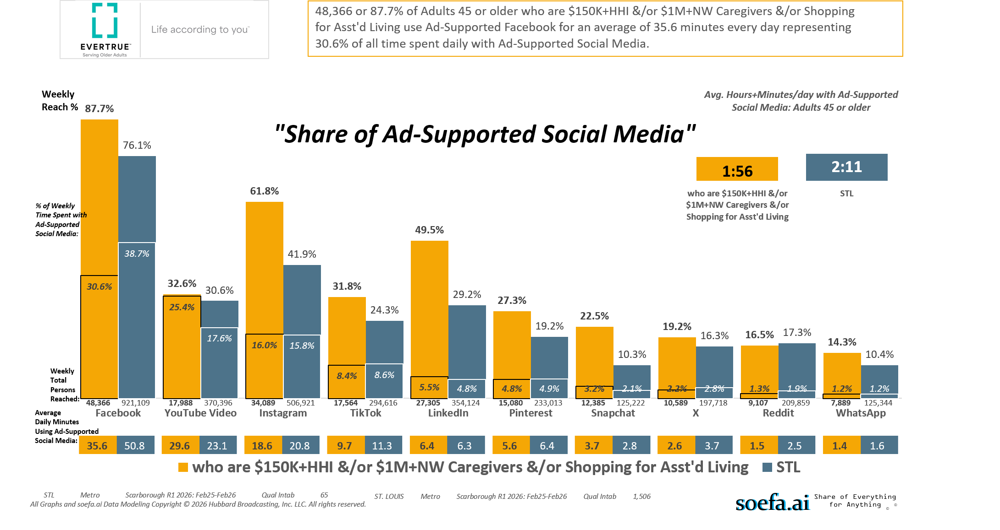 EVERTRUE™
Serving Older Adults
Life according to you™
48,366 or 87.7% of Adults 45 or older who are $150K+HHI &/or $1M+NW Caregivers &/or Shopping
for Asst'd Living use Ad-Supported Facebook for an average of 35.6 minutes every day representing
30.6% of all time spent daily with Ad-Supported Social Media.
Weekly
Reach %
Avg. Hours+Minutes/day with Ad-Supported
Social Media: Adults 45 or older
"Share of Ad-Supported Social Media"
1:56
2:11
who are $150K+HHI &/or
$1M+NW Caregivers &/or
Shopping for Asst'd Living
STL
87.7% 76.1% 32.6% 30.6% 61.8% 41.9% 31.8% 24.3% 49.5% 29.2% 27.3% 19.2% 22.5% 10.3% 19.2% 16.3% 16.5% 17.3% 14.3% 10.4%
% of Weekly
Time Spent with
Ad-Supported
Social Media:
30.6% 38.7% 25.4% 17.6% 16.0% 15.8% 8.4% 8.6% 5.5% 4.8% 4.8% 4.9% 3.2% 2.1% 2.2% 2.8% 1.3% 1.9% 1.2% 1.2%
Weekly
Total
Persons
Reached:
48,366 921,109 17,988 370,396 34,089 506,921 17,564 294,616 27,305 354,124 15,080 233,013 12,385 125,222 10,589 197,718 9,107 209,859 7,889 125,344
Facebook YouTube Video Instagram TikTok LinkedIn Pinterest Snapchat X Reddit WhatsApp
Average
Daily Minutes
Using Ad-Supported
Social Media:
35.6 50.8 29.6 23.1 18.6 20.8 9.7 11.3 6.4 6.3 5.6 6.4 3.7 2.8 2.6 3.7 1.5 2.5 1.4 1.6
who are $150K+HHI &/or $1M+NW Caregivers &/or Shopping for Asst'd Living STL
STL Metro Scarborough R1 2026: Feb25-Feb26 Qual Intab 65 ST. LOUIS Metro Scarborough R1 2026: Feb25-Feb26 Qual Intab 1,506
All Graphs and soefa.ai Data Modeling Copyright © 2026 Hubbard Broadcasting, Inc. LLC. All rights reserved.
soefa.ai
Share of Everything
for Anything © ©